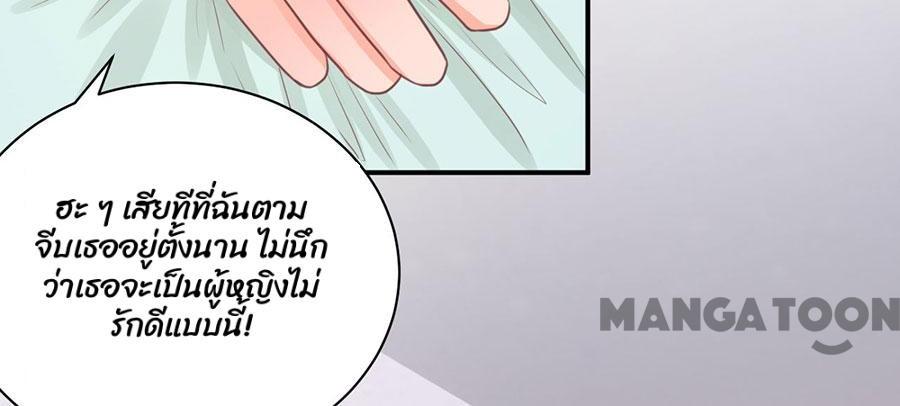 ฮะ ๆ เสียทีที่ฉันตาม
จีบเธออยู่ตั้งนาน ไม่นึก
ว่าเธอจะเป็นผู้หญิงไม่
รักดีแบบนี้!
MANGATOON